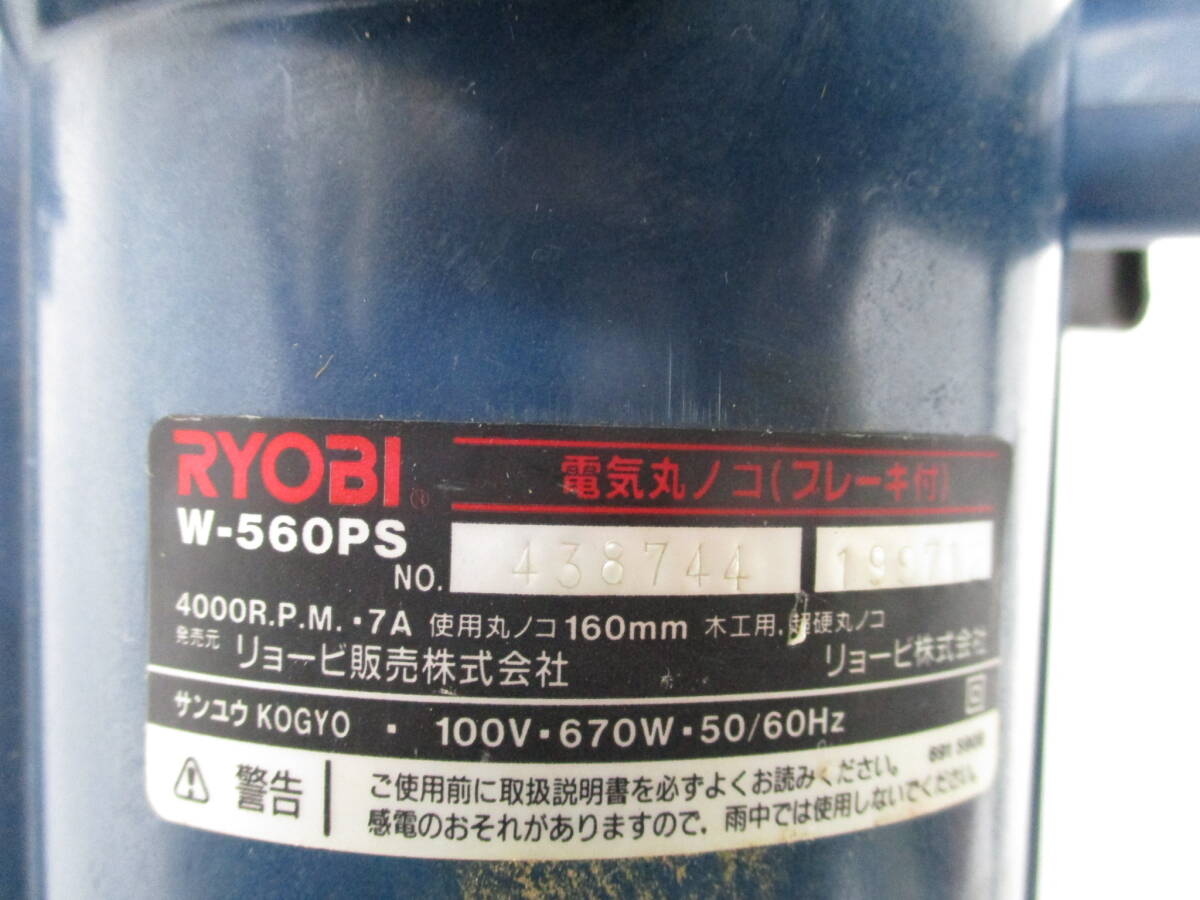 RYOBI®
電気丸ノコ(ブレーキ付)
W-560PS
NO. 438744
4000R.P.M.・7A 使用丸ノコ160mm 木工用.超硬丸ノコ
発売元 リョービ販売株式会社 リョービ株式会社
サンユウ KOGYO ・ 100V・670W・50/60Hz
警告
ご使用前に取扱説明書を必ずよくお読みください。
感電のおそれがありますので、雨中では使用しないでください。